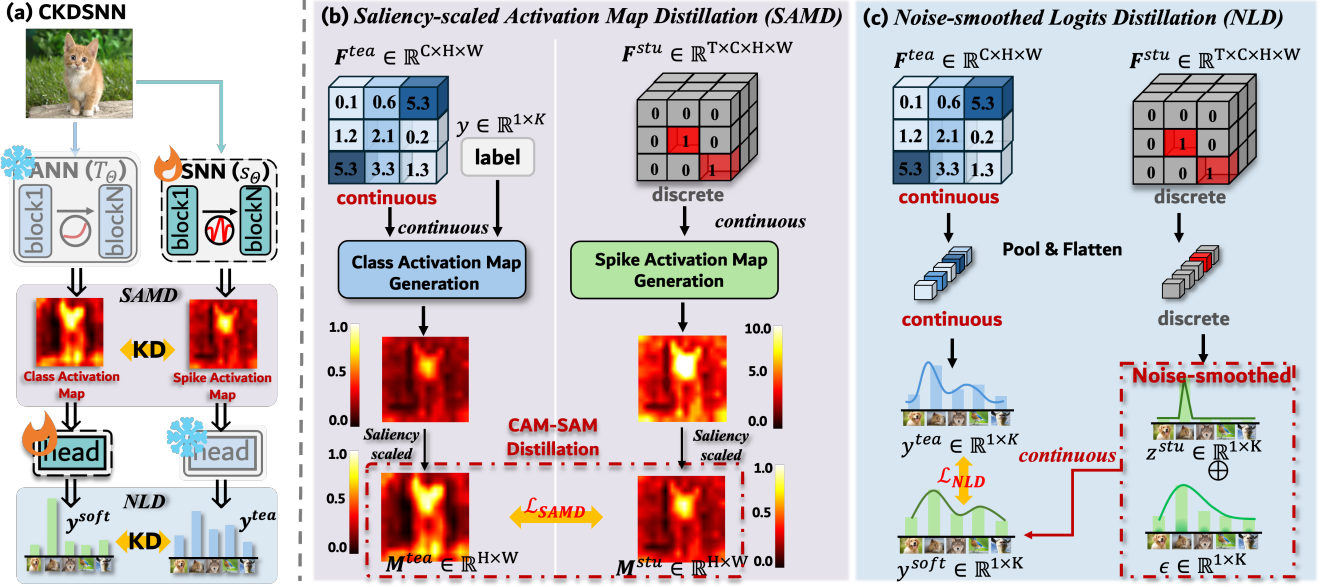 (a) CKDSNN
ANN (T_Θ)
SNN (s_Θ)
block1
blockN
block1
blockN
SAMD
KD
Class Activation
Map
Spike Activation
Map
head
head
NLD
y^soft
KD
y^tea
(b) Saliency-scaled Activation Map Distillation (SAMD)
F^tea ∈ ℝ^C×H×W
F^stu ∈ ℝ^T×C×H×W
0.1 0.6 5.3
1.2 2.1 0.2
5.3 3.3 1.3
y ∈ ℝ^1×K
label
0 0 0
0 1 0
0 0 1
continuous
discrete
continuous
continuous
Class Activation Map
Generation
Spike Activation Map
Generation
1.0
0.5
0.0
10.0
5.0
0.0
Saliency
scaled
CAM-SAM
Distillation
Saliency
scaled
1.0
0.5
0.0
ℒ_SAMD
1.0
0.5
0.0
M^tea ∈ ℝ^H×W
M^stu ∈ ℝ^H×W
(c) Noise-smoothed Logits Distillation (NLD)
F^tea ∈ ℝ^C×H×W
F^stu ∈ ℝ^T×C×H×W
0.1 0.6 5.3
1.2 2.1 0.2
5.3 3.3 1.3
0 0 0
0 1 0
0 0 1
continuous
discrete
Pool & Flatten
continuous
discrete
Noise-smoothed
y^tea ∈ ℝ^1×K
z^stu ∈ ℝ^1×K
continuous
ℒ_NLD
y^soft ∈ ℝ^1×K
ϵ ∈ ℝ^1×K